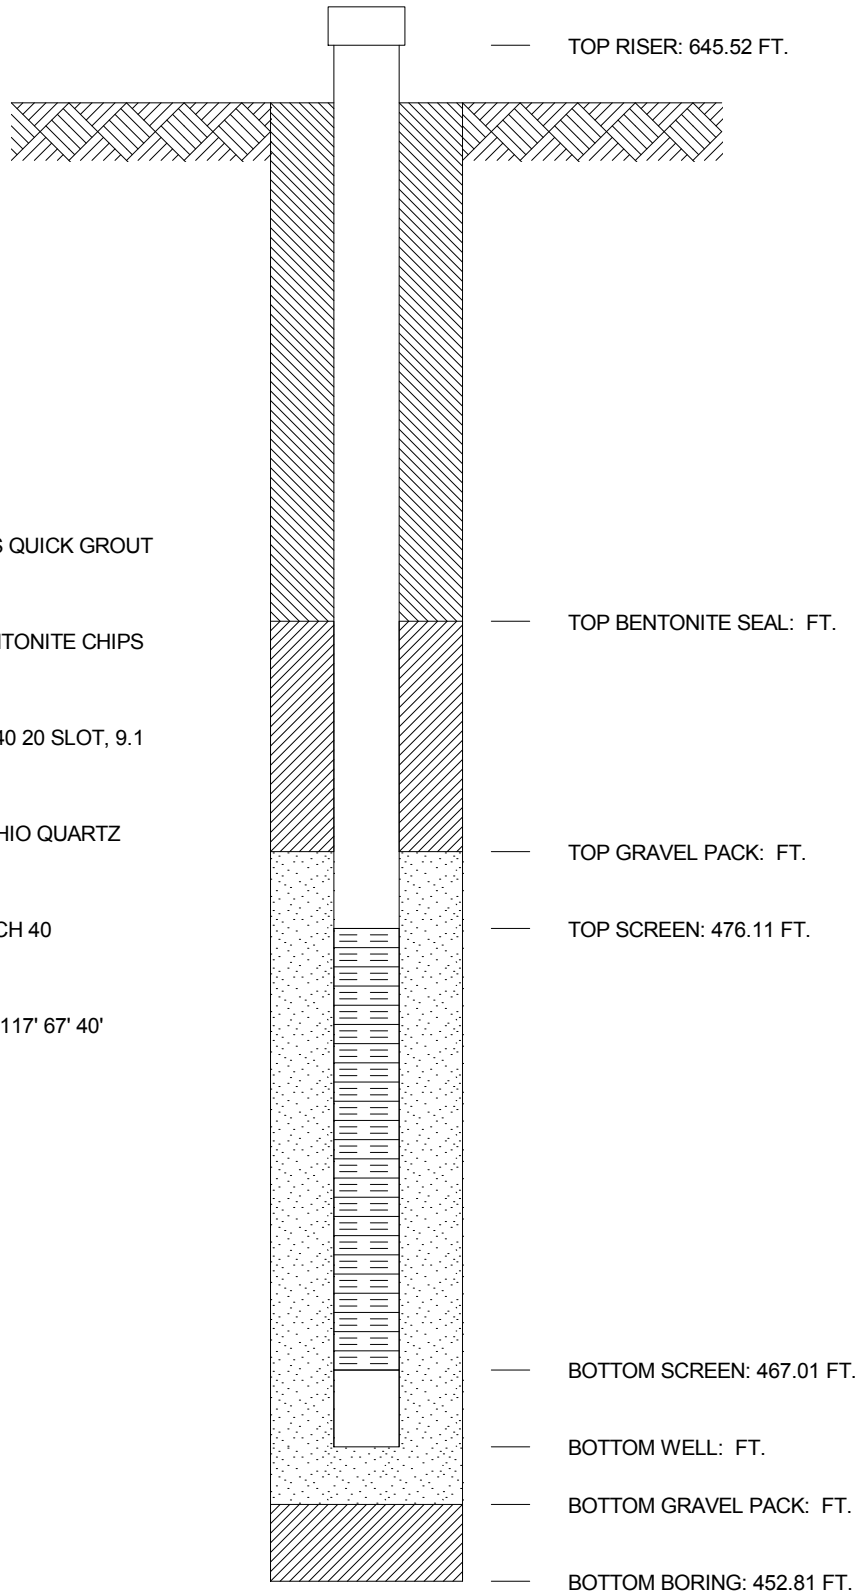 TOP RISER: 645.52 FT.
S QUICK GROUT
TOP BENTONITE SEAL: FT.
NTONITE CHIPS
40 20 SLOT, 9.1
HIO QUARTZ
TOP GRAVEL PACK: FT.
CH 40
TOP SCREEN: 476.11 FT.
117' 67' 40'
BOTTOM SCREEN: 467.01 FT.
BOTTOM WELL: FT.
BOTTOM GRAVEL PACK: FT.
BOTTOM BORING: 452.81 FT.